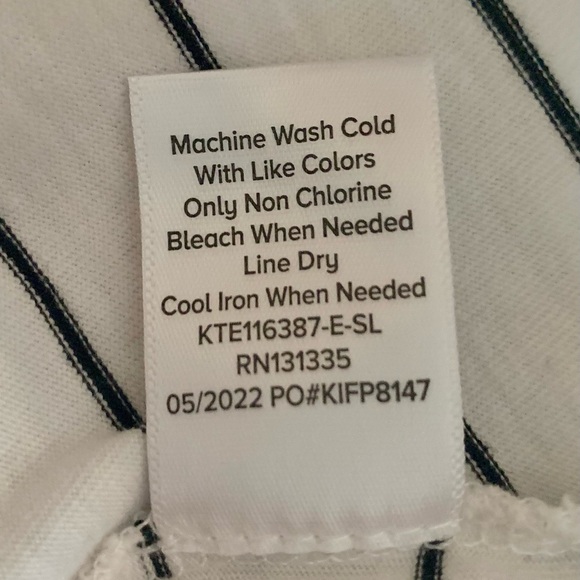 Machine Wash Cold
With Like Colors
Only Non Chlorine
Bleach When Needed
Line Dry
Cool Iron When Needed
KTE116387-E-SL
RN131335
05/2022 PO#KIFP8147